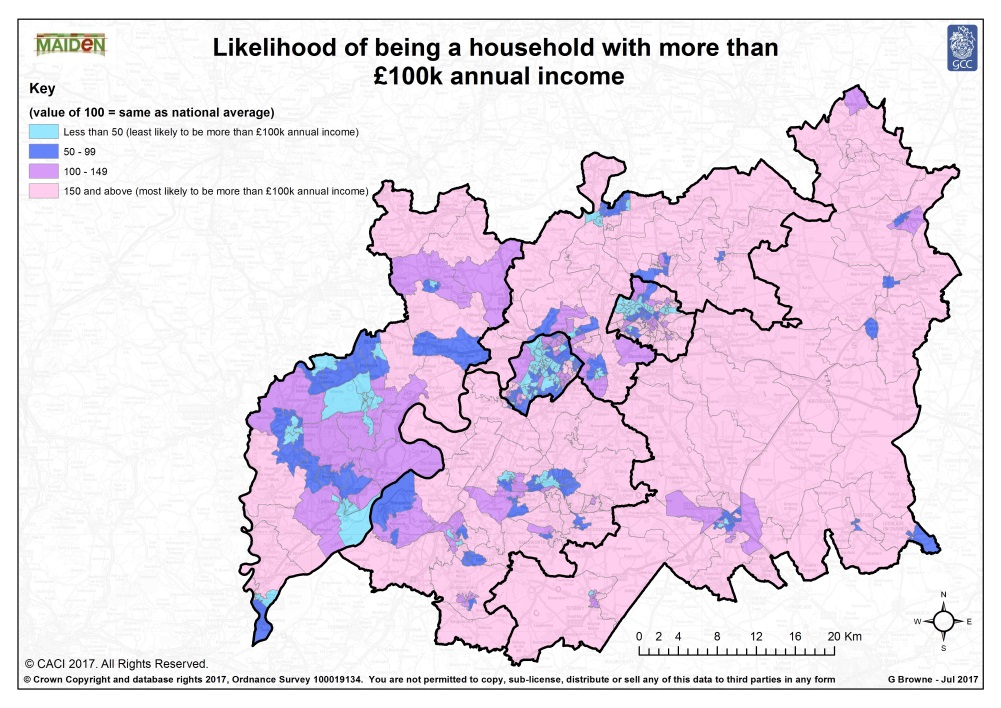 MAIDeN
Likelihood of being a household with more than
£100k annual income
GCC
Key
(value of 100 = same as national average)
Less than 50 (least likely to be more than £100k annual income)
50 - 99
100 - 149
150 and above (most likely to be more than £100k annual income)
N
W E
S
0 2 4 8 12 16 20 Km
© CACI 2017. All Rights Reserved.
© Crown Copyright and database rights 2017, Ordnance Survey 100019134. You are not permitted to copy, sub-license, distribute or sell any of this data to third parties in any form
G Browne - Jul 2017